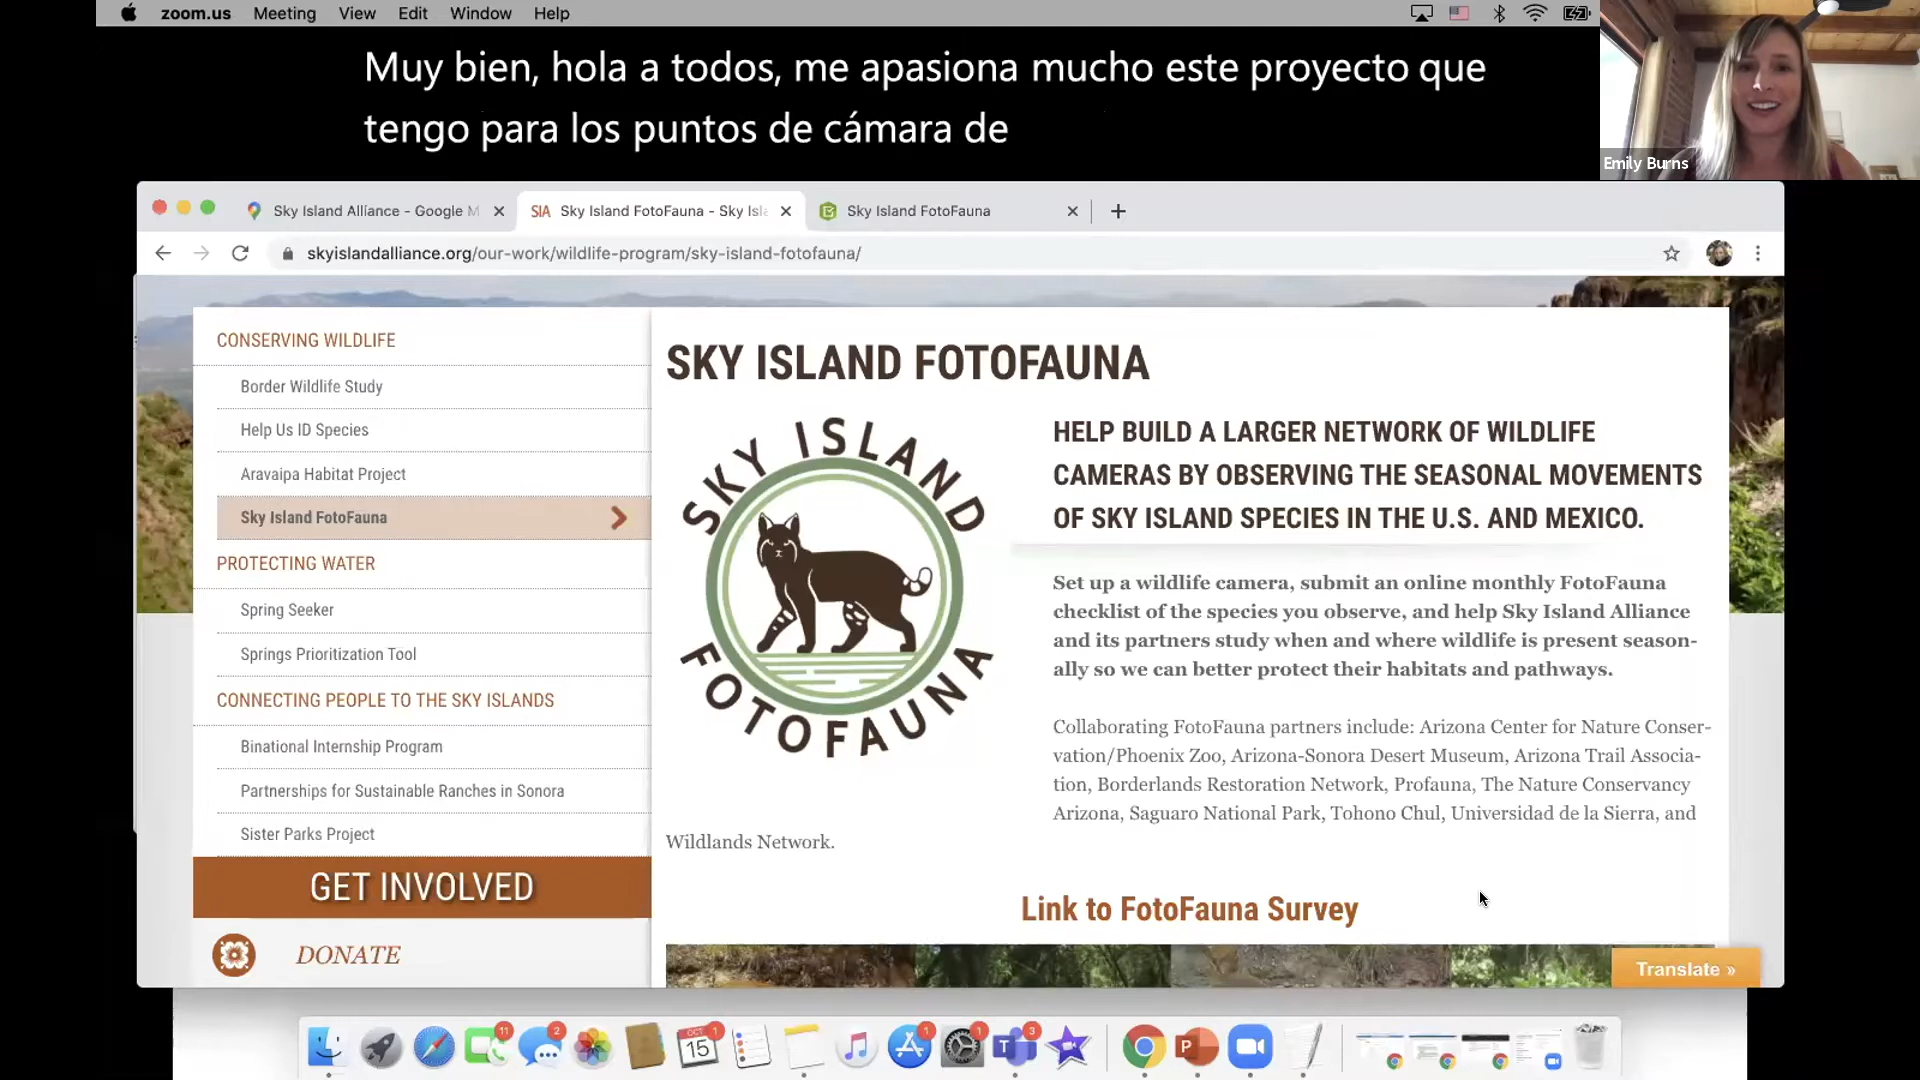 zoom.us Meeting View Edit Window Help
Muy bien, hola a todos, me apasiona mucho este proyecto que
tengo para los puntos de cámara de
Emily Burns
Sky Island Alliance - Google M
SIA Sky Island FotoFauna - Sky Isla
Sky Island FotoFauna
skyislandalliance.org/our-work/wildlife-program/sky-island-fotofauna/
CONSERVING WILDLIFE
Border Wildlife Study
Help Us ID Species
Aravaipa Habitat Project
Sky Island FotoFauna
PROTECTING WATER
Spring Seeker
Springs Prioritization Tool
CONNECTING PEOPLE TO THE SKY ISLANDS
Binational Internship Program
Partnerships for Sustainable Ranches in Sonora
Sister Parks Project
GET INVOLVED
DONATE
SKY ISLAND FOTOFAUNA
SKY ISLAND
FOTOFAUNA
HELP BUILD A LARGER NETWORK OF WILDLIFE
CAMERAS BY OBSERVING THE SEASONAL MOVEMENTS
OF SKY ISLAND SPECIES IN THE U.S. AND MEXICO.
Set up a wildlife camera, submit an online monthly FotoFauna
checklist of the species you observe, and help Sky Island Alliance
and its partners study when and where wildlife is present season-
ally so we can better protect their habitats and pathways.
Collaborating FotoFauna partners include: Arizona Center for Nature Conser-
vation/Phoenix Zoo, Arizona-Sonora Desert Museum, Arizona Trail Associa-
tion, Borderlands Restoration Network, Profauna, The Nature Conservancy
Arizona, Saguaro National Park, Tohono Chul, Universidad de la Sierra, and
Wildlands Network.
Link to FotoFauna Survey
Translate »
11
2
OCT
15
1
1
1
T
3
P